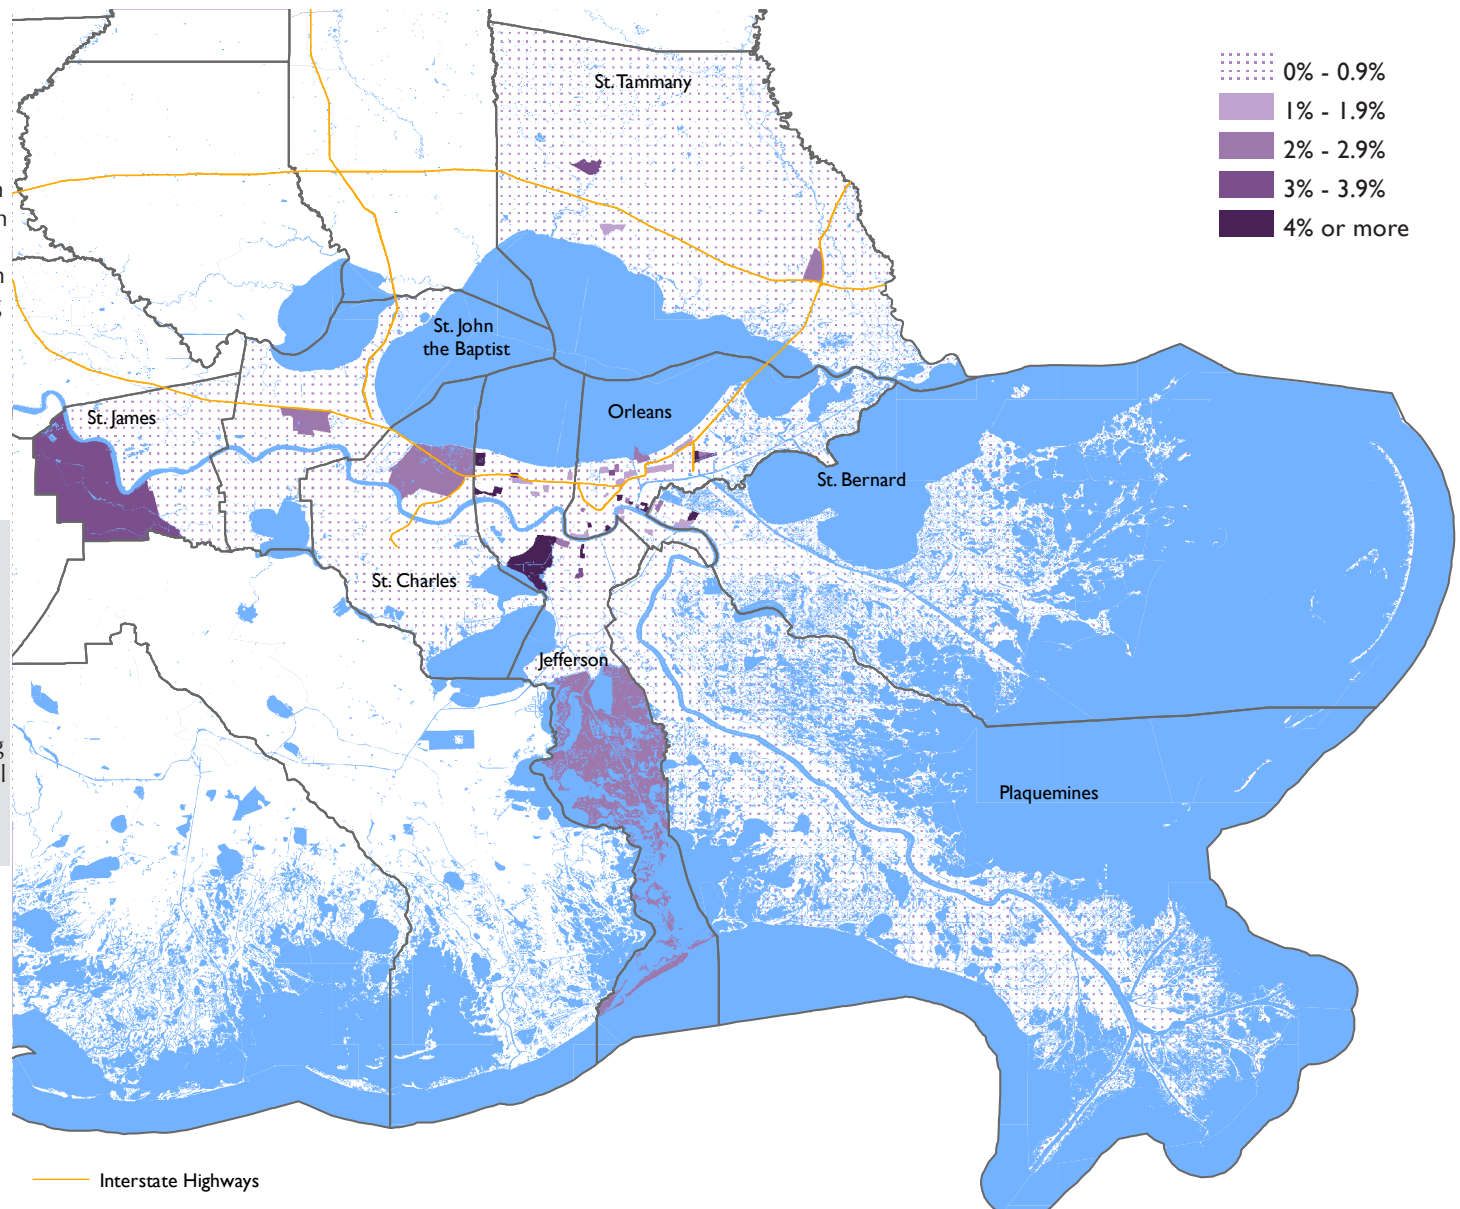 St. Tammany
0% - 0.9%
1% - 1.9%
2% - 2.9%
3% - 3.9%
4% or more
St. John
the Baptist
St. James
Orleans
St. Bernard
St. Charles
Jefferson
Plaquemines
Interstate Highways